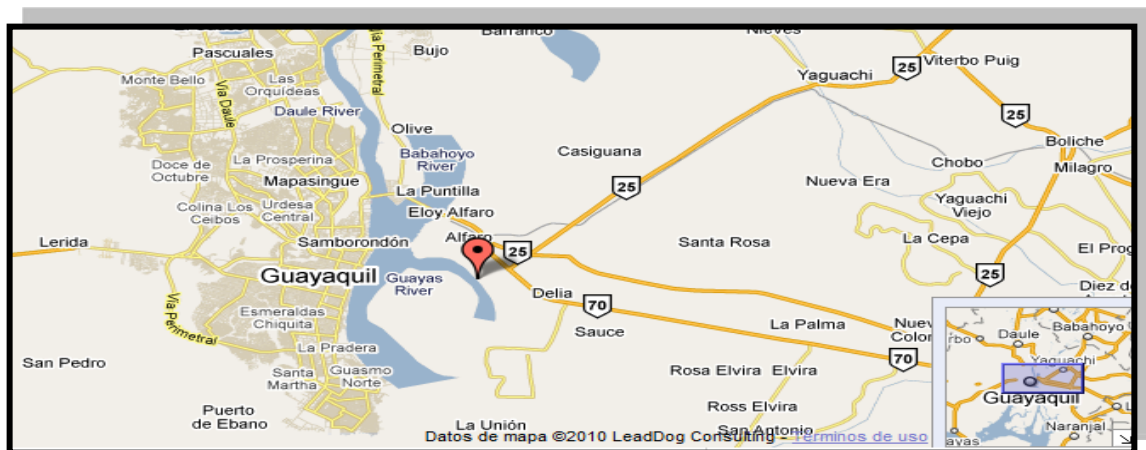 Barranco
Nieves
Pascuales
Bujo
Vía Perimetral
25
Viterbo Puig
Yaguachi
Monte Bello
Las
Orquídeas
Vía Daule
Daule River
25
Olive
Boliche
Babahoyo
River
Casiguana
Doce de
Octubre
La Prosperina
Chobo
Milagro
Mapasingue
La Puntilla
25
Nueva Era
Yaguachi
Viejo
Colina Los
Ceibos
Urdesa
Central
Eloy Alfaro
Lerida
Samborondón
Alfaro
25
Santa Rosa
La Cepa
El Prog
Guayaquil
Guayas
River
25
Diez de
Delia
70
Vía Perimetral
Esmeraldas
Chiquita
Sauce
La Palma
Nuev
Color
La Pradera
70
San Pedro
Santa
Martha
Guasmo
Norte
Rosa Elvira
Elvira
Puerto
de Ebano
Ross Elvira
La Unión
San Antonio
Datos de mapa ©2010 LeadDog Consulting - Términos de uso
rbo
Daule
Babahoyo
Yaguachi
Guayaquil
Naranjal
ayas